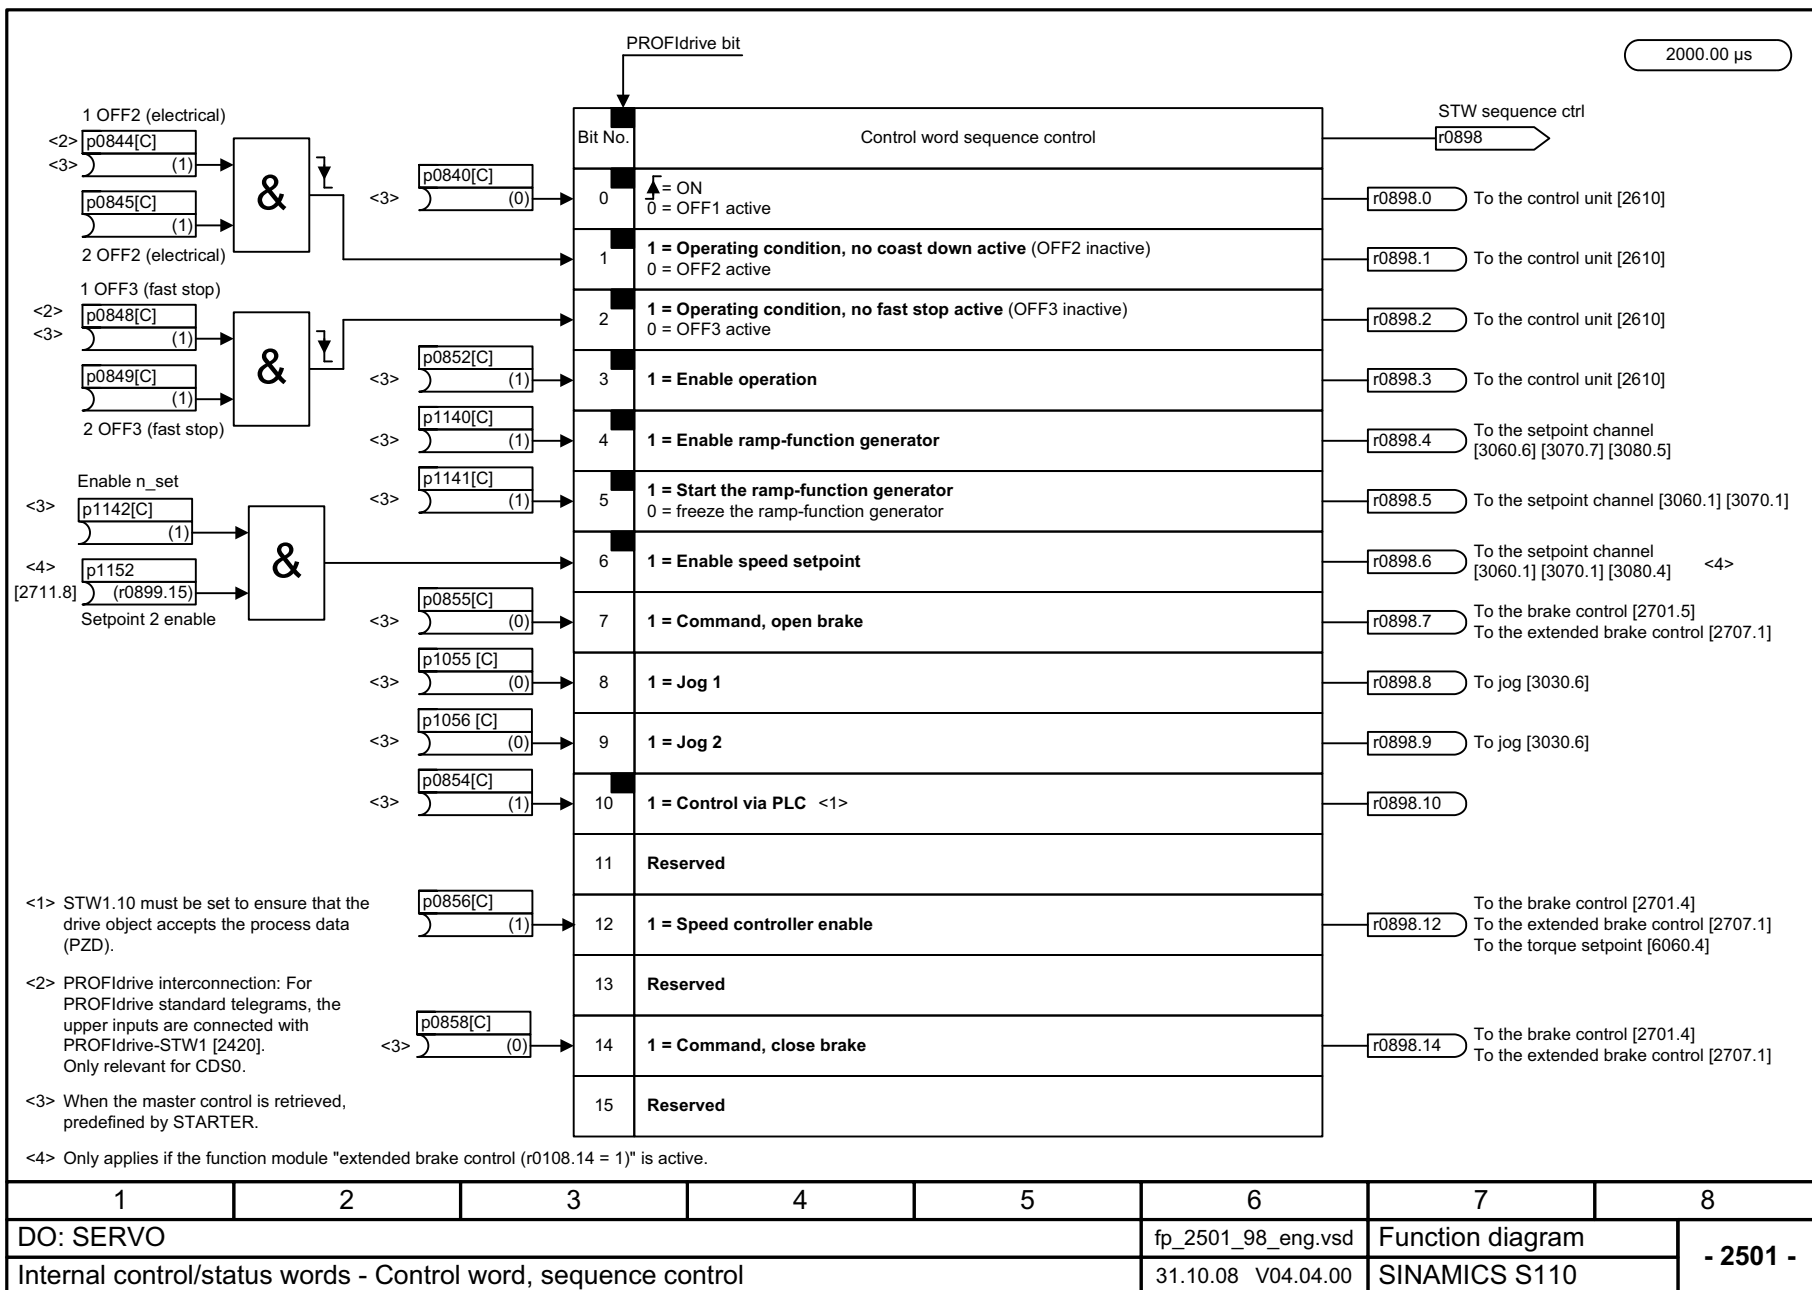 PROFIdrive bit
2000.00 µs
1 OFF2 (electrical)
<2> p0844[C]
<3> (1)
p0845[C]
(1)
2 OFF2 (electrical)
&
1 OFF3 (fast stop)
<2> p0848[C]
<3> (1)
p0849[C]
(1)
2 OFF3 (fast stop)
&
Enable n_set
<3> p1142[C]
(1)
<4> p1152
[2711.8] (r0899.15)
Setpoint 2 enable
&
Bit No. Control word sequence control
STW sequence ctrl
r0898
p0840[C]
<3> (0) 0 = ON
0 = OFF1 active
r0898.0 To the control unit [2610]
1 1 = Operating condition, no coast down active (OFF2 inactive)
0 = OFF2 active
r0898.1 To the control unit [2610]
2 1 = Operating condition, no fast stop active (OFF3 inactive)
0 = OFF3 active
r0898.2 To the control unit [2610]
p0852[C]
<3> (1) 3 1 = Enable operation
r0898.3 To the control unit [2610]
p1140[C]
<3> (1) 4 1 = Enable ramp-function generator
r0898.4 To the setpoint channel
[3060.6] [3070.7] [3080.5]
p1141[C]
<3> (1) 5 1 = Start the ramp-function generator
0 = freeze the ramp-function generator
r0898.5 To the setpoint channel [3060.1] [3070.1]
6 1 = Enable speed setpoint
r0898.6 To the setpoint channel
[3060.1] [3070.1] [3080.4] <4>
p0855[C]
<3> (0) 7 1 = Command, open brake
r0898.7 To the brake control [2701.5]
To the extended brake control [2707.1]
p1055 [C]
<3> (0) 8 1 = Jog 1
r0898.8 To jog [3030.6]
p1056 [C]
<3> (0) 9 1 = Jog 2
r0898.9 To jog [3030.6]
p0854[C]
<3> (1) 10 1 = Control via PLC <1>
r0898.10
11 Reserved
p0856[C]
(1) 12 1 = Speed controller enable
r0898.12 To the brake control [2701.4]
To the extended brake control [2707.1]
To the torque setpoint [6060.4]
13 Reserved
p0858[C]
<3> (0) 14 1 = Command, close brake
r0898.14 To the brake control [2701.4]
To the extended brake control [2707.1]
15 Reserved
<1> STW1.10 must be set to ensure that the
drive object accepts the process data
(PZD).
<2> PROFIdrive interconnection: For
PROFIdrive standard telegrams, the
upper inputs are connected with
PROFIdrive-STW1 [2420].
Only relevant for CDS0.
<3> When the master control is retrieved,
predefined by STARTER.
<4> Only applies if the function module "extended brake control (r0108.14 = 1)" is active.
1 2 3 4 5 6 7 8
DO: SERVO fp_2501_98_eng.vsd Function diagram - 2501 -
Internal control/status words - Control word, sequence control 31.10.08 V04.04.00 SINAMICS S110